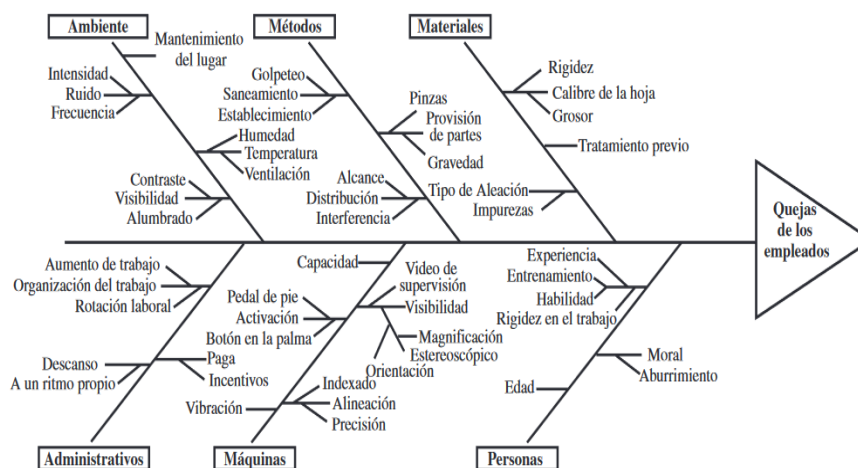 Ambiente
Métodos
Materiales
Mantenimiento
del lugar
Intensidad
Ruido
Frecuencia
Humedad
Temperatura
Ventilación
Contraste
Visibilidad
Alumbrado
Golpeteo
Saneamiento
Establecimiento
Pinzas
Provisión
de partes
Gravedad
Alcance
Distribución
Interferencia
Rigidez
Calibre de la hoja
Grosor
Tratamiento previo
Tipo de Aleación
Impurezas
Quejas
de los
empleados
Aumento de trabajo
Organización del trabajo
Rotación laboral
Paga
Incentivos
Descanso
A un ritmo propio
Capacidad
Video de
supervisión
Visibilidad
Magnificación
Estereoscópico
Orientación
Pedal de pie
Activación
Botón en la palma
Indexado
Alineación
Precisión
Vibración
Experiencia
Entrenamiento
Habilidad
Rigidez en el trabajo
Moral
Aburrimiento
Edad
Administrativos
Máquinas
Personas